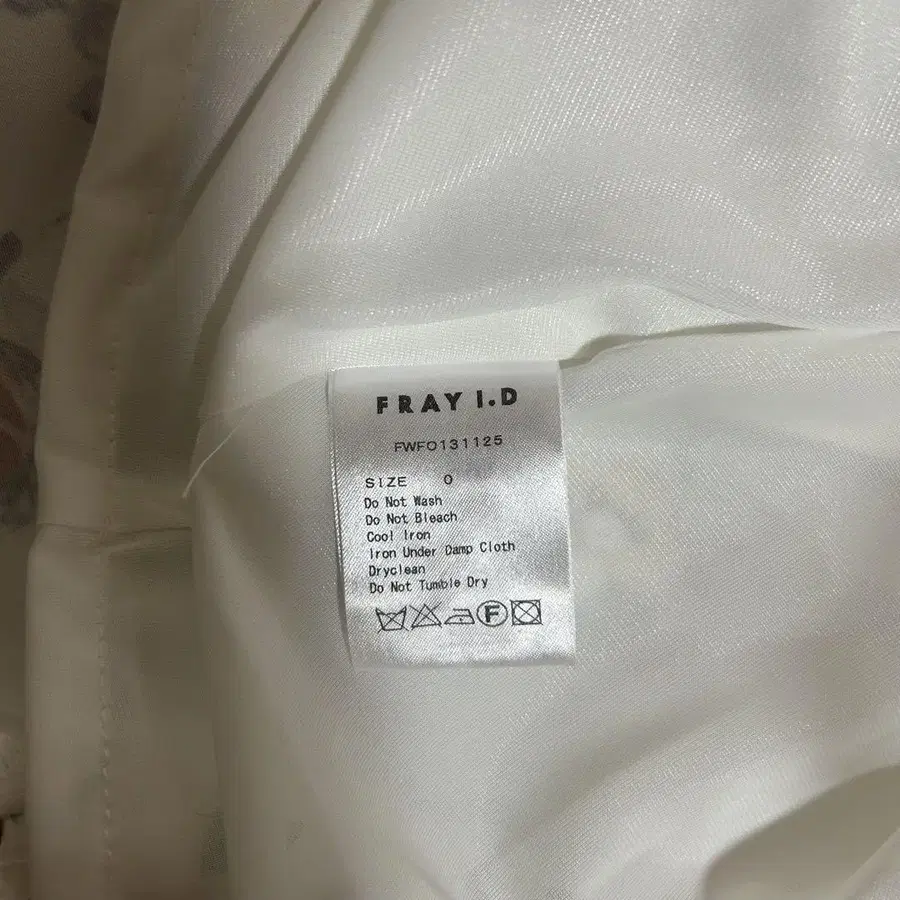 FRAY I.D
FWFO131125
SIZE 0
Do Not Wash
Do Not Bleach
Cool Iron
Iron Under Damp Cloth
Dryclean
Do Not Tumble Dry
F